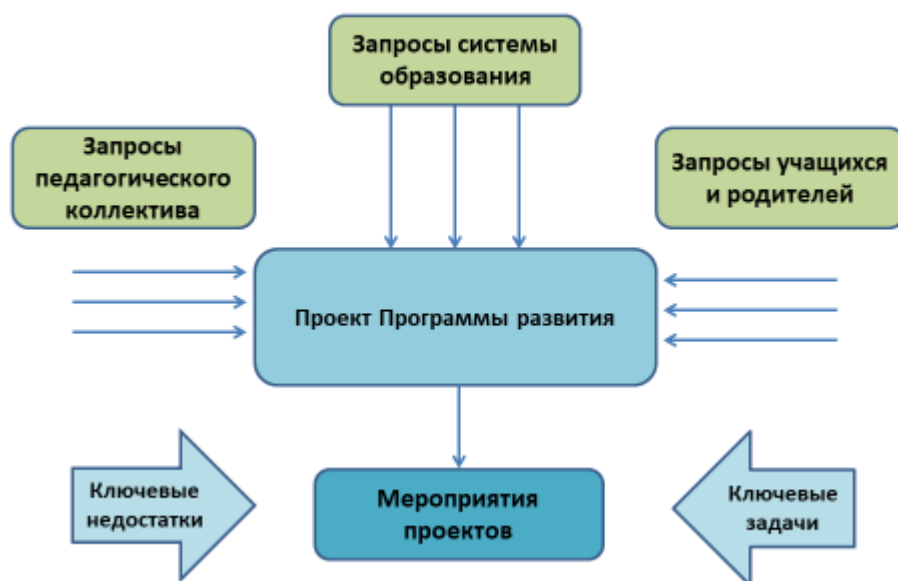 Запросы системы
образования
Запросы
педагогического
коллектива
Запросы учащихся
и родителей
Проект Программы развития
Ключевые
недостатки
Мероприятия
проектов
Ключевые
задачи